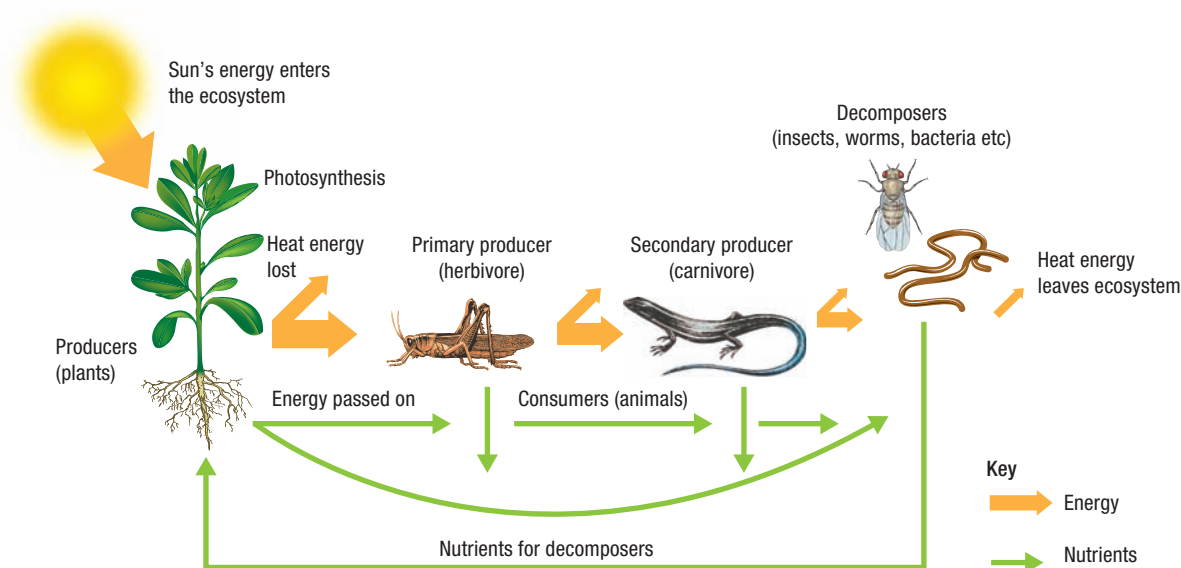 Sun's energy enters
the ecosystem
Photosynthesis
Heat energy
lost
Producers
(plants)
Primary producer
(herbivore)
Secondary producer
(carnivore)
Decomposers
(insects, worms, bacteria etc)
Heat energy
leaves ecosystem
Energy passed on
Consumers (animals)
Nutrients for decomposers
Key
Energy
Nutrients